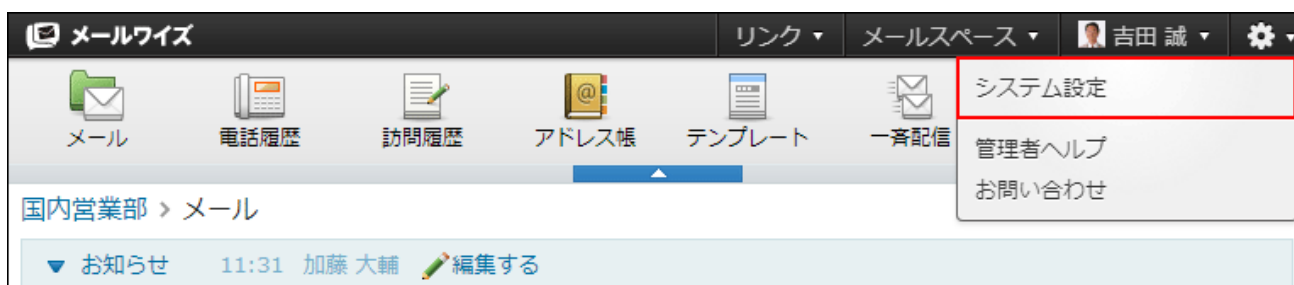 メールワイズ リンク メールスペース 吉田 誠
メール 電話履歴 訪問履歴 アドレス帳 テンプレート 一斉配信
システム設定
管理者ヘルプ
お問い合わせ
国内営業部 > メール
お知らせ 11:31 加藤 大輔 編集する